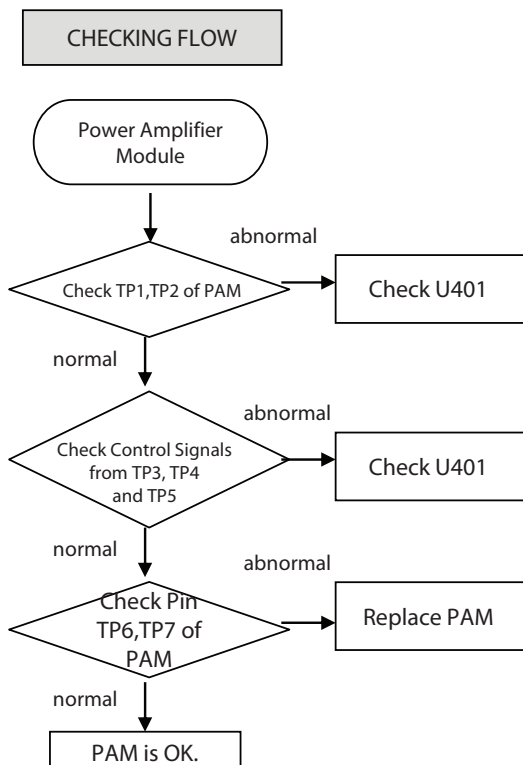 CHECKING FLOW
Power Amplifier
Module
abnormal
Check TP1,TP2 of PAM
Check U401
normal
abnormal
Check Control Signals
from TP3, TP4
and TP5
Check U401
normal
abnormal
Check Pin
TP6,TP7 of
PAM
Replace PAM
normal
PAM is OK.